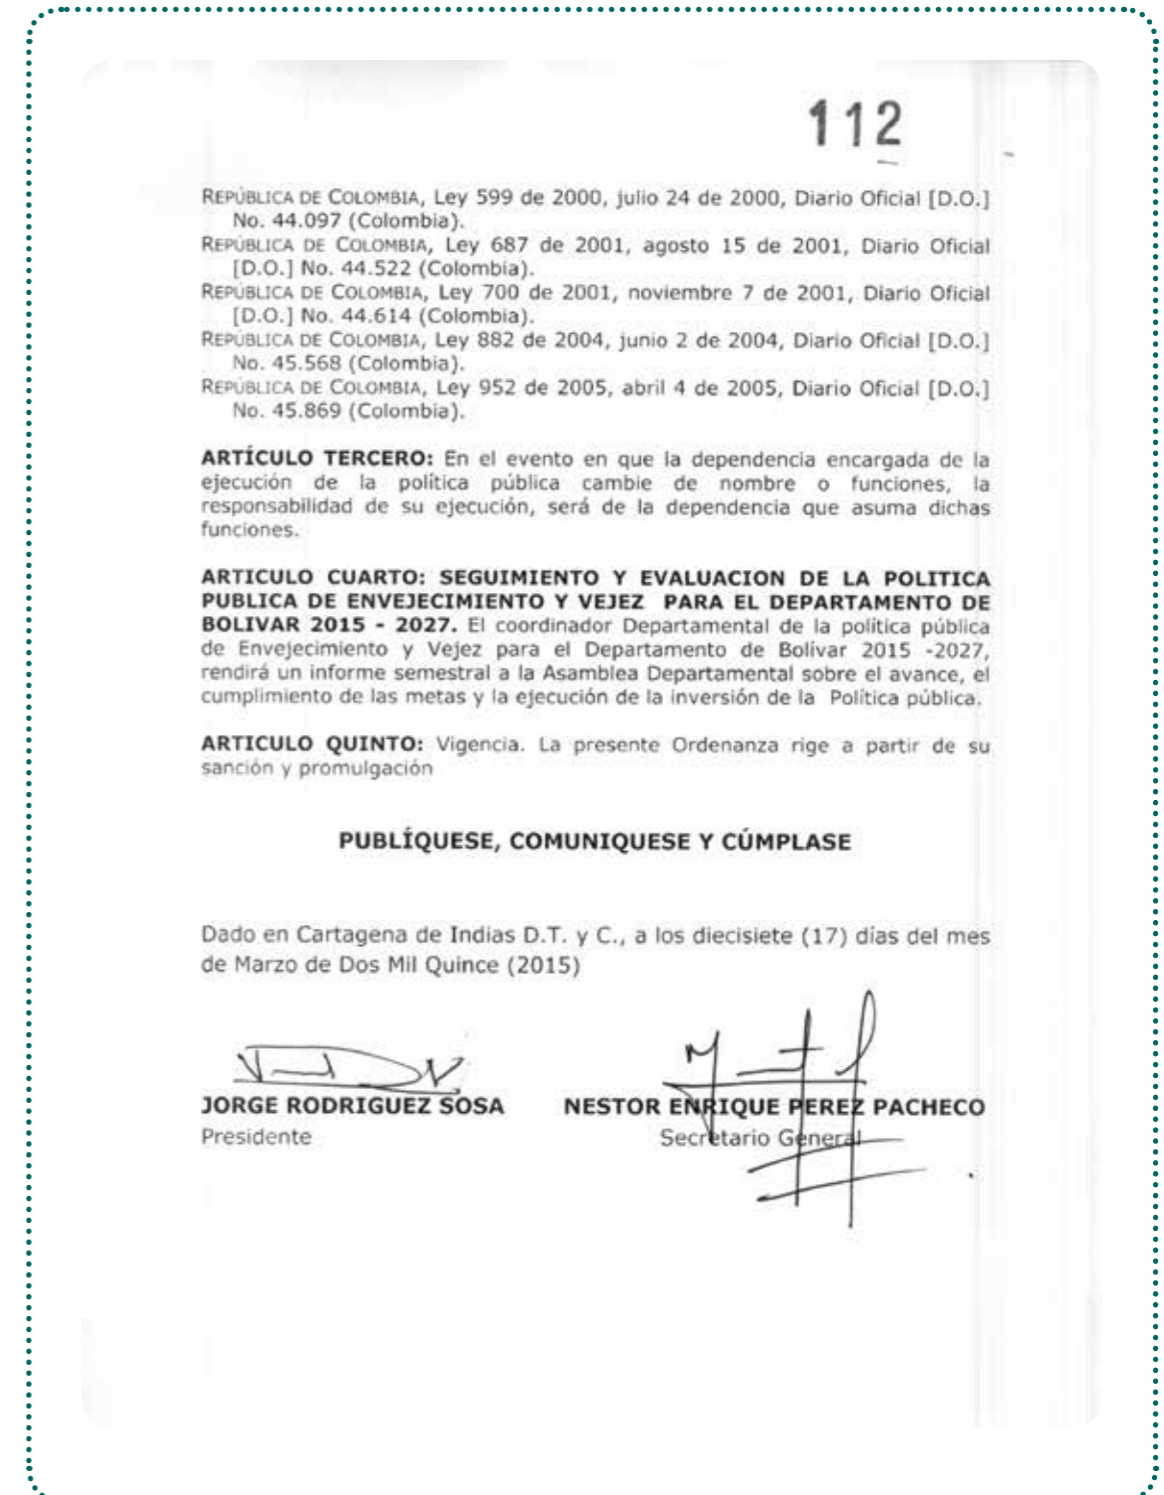 112
REPÚBLICA DE COLOMBIA, Ley 599 de 2000, julio 24 de 2000, Diario Oficial [D.O.]
No. 44.097 (Colombia).
REPÚBLICA DE COLOMBIA, Ley 687 de 2001, agosto 15 de 2001, Diario Oficial
[D.O.] No. 44.522 (Colombia).
REPÚBLICA DE COLOMBIA, Ley 700 de 2001, noviembre 7 de 2001, Diario Oficial
[D.O.] No. 44.614 (Colombia).
REPÚBLICA DE COLOMBIA, Ley 882 de 2004, junio 2 de 2004, Diario Oficial [D.O.]
No. 45.568 (Colombia).
REPÚBLICA DE COLOMBIA, Ley 952 de 2005, abril 4 de 2005, Diario Oficial [D.O.]
No. 45.869 (Colombia).
ARTÍCULO TERCERO: En el evento en que la dependencia encargada de la
ejecución de la política pública cambie de nombre o funciones, la
responsabilidad de su ejecución, será de la dependencia que asuma dichas
funciones.
ARTICULO CUARTO: SEGUIMIENTO Y EVALUACION DE LA POLITICA
PUBLICA DE ENVEJECIMIENTO Y VEJEZ PARA EL DEPARTAMENTO DE
BOLIVAR 2015 - 2027. El coordinador Departamental de la política pública
de Envejecimiento y Vejez para el Departamento de Bolívar 2015 -2027,
rendirá un informe semestral a la Asamblea Departamental sobre el avance, el
cumplimiento de las metas y la ejecución de la inversión de la Política pública.
ARTICULO QUINTO: Vigencia. La presente Ordenanza rige a partir de su
sanción y promulgación
PUBLÍQUESE, COMUNIQUESE Y CÚMPLASE
Dado en Cartagena de Indias D.T. y C., a los diecisiete (17) días del mes
de Marzo de Dos Mil Quince (2015)
JORGE RODRIGUEZ SOSA NESTOR ENRIQUE PEREZ PACHECO
Presidente Secretario General